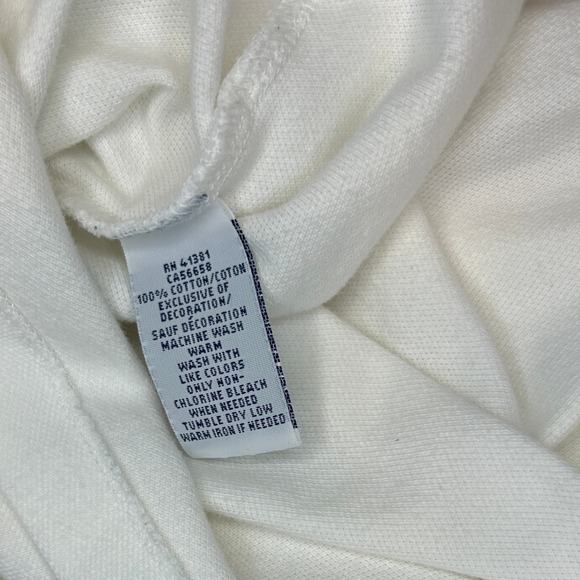 RN 41381
CA56658
100% COTTON/COTON
EXCLUSIVE OF
DECORATION/
SAUF DÉCORATION
MACHINE WASH
WARM
WASH WITH
LIKE COLORS
ONLY NON-
CHLORINE BLEACH
WHEN NEEDED
TUMBLE DRY LOW
WARM IRON IF NEEDED